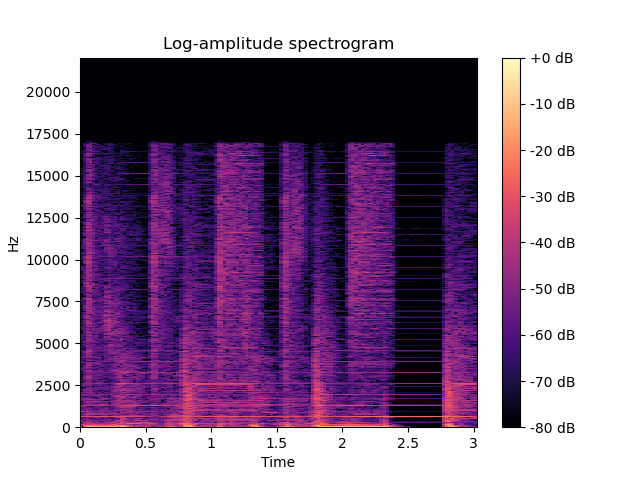 Log-amplitude spectrogram
Hz
20000
17500
15000
12500
10000
7500
5000
2500
0
0 0.5 1 1.5 2 2.5 3
Time
+0 dB
-10 dB
-20 dB
-30 dB
-40 dB
-50 dB
-60 dB
-70 dB
-80 dB